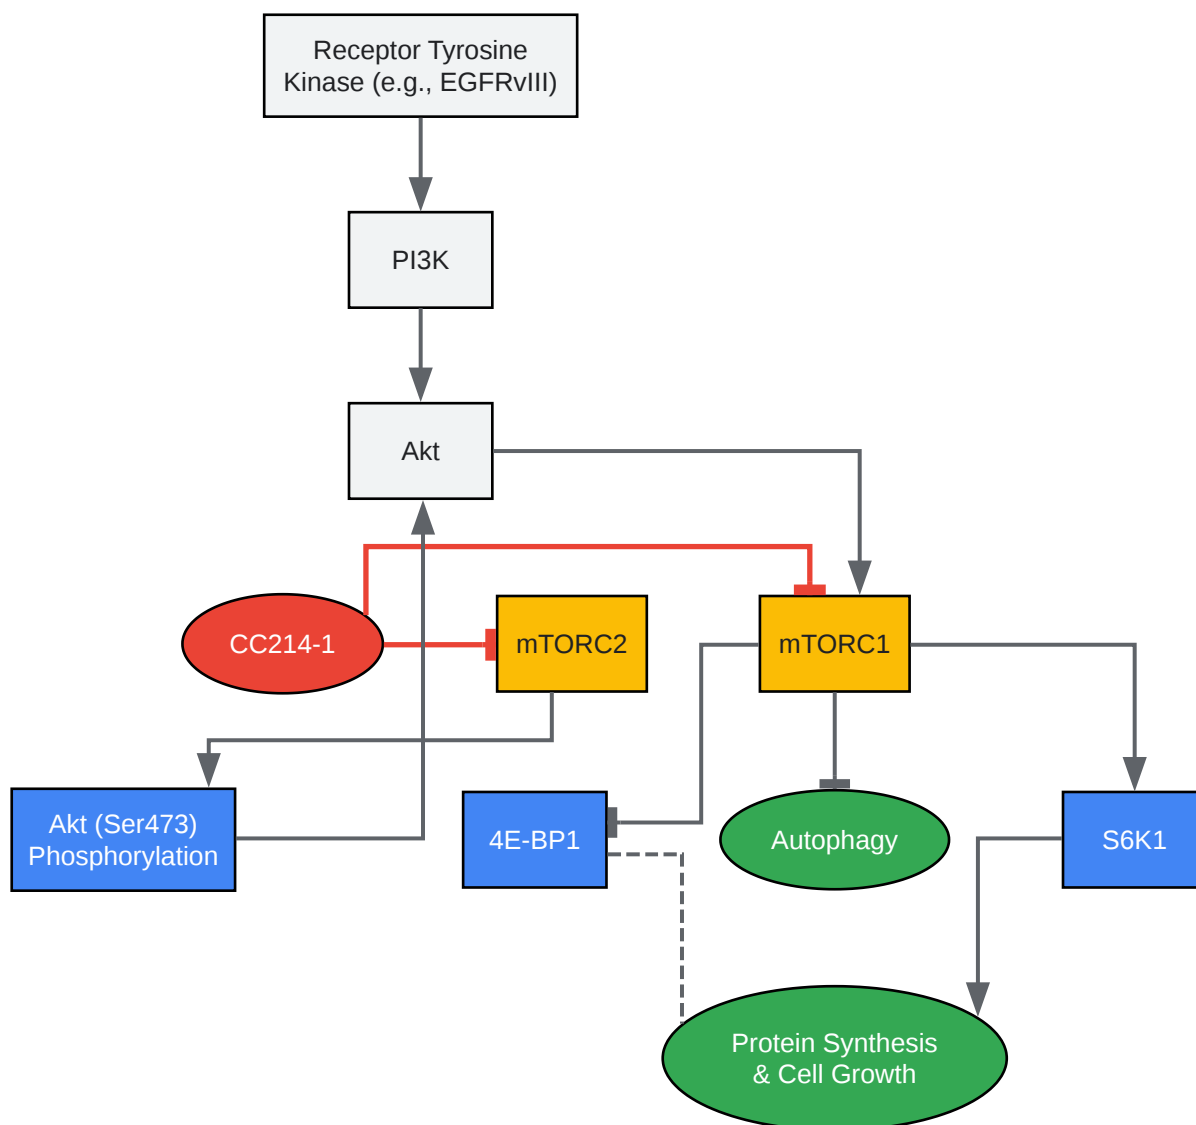 Receptor Tyrosine
Kinase (e.g., EGFRvIII)
PI3K
Akt
CC214-1
mTORC2
mTORC1
Akt (Ser473)
Phosphorylation
4E-BP1
Autophagy
S6K1
Protein Synthesis
& Cell Growth